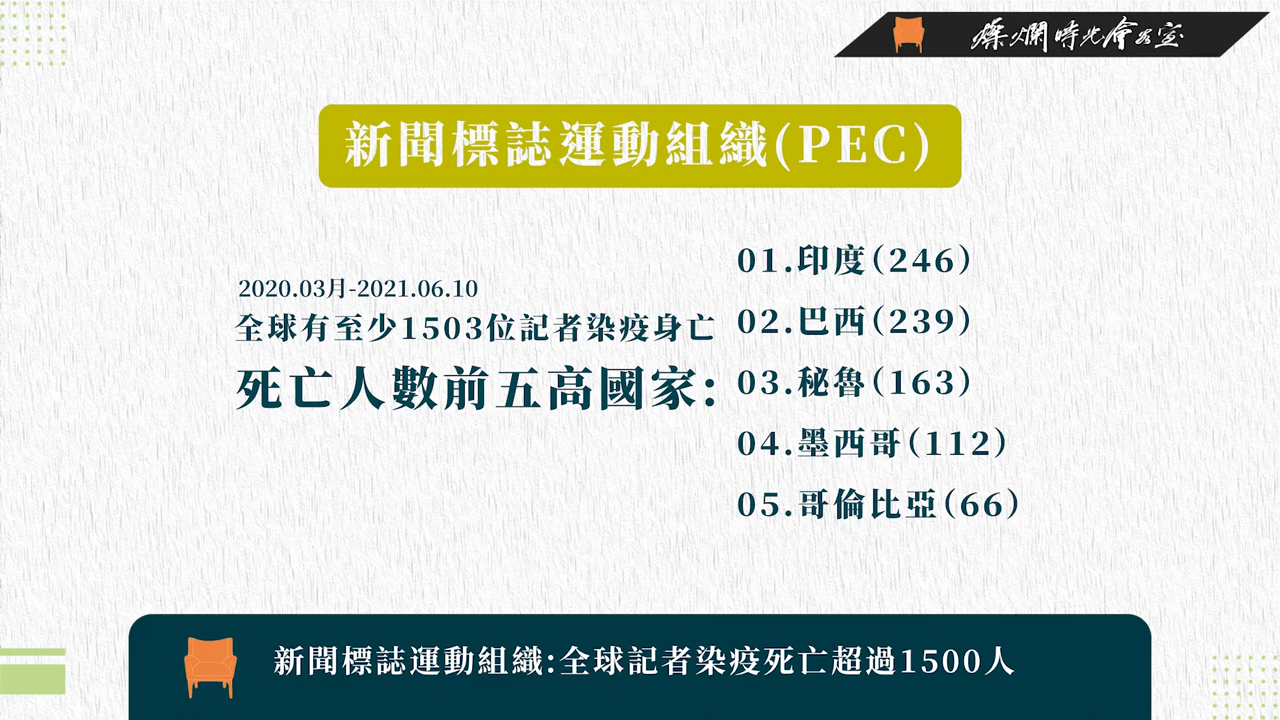 燦爛時光會客室
新聞標誌運動組織(PEC)
2020.03月-2021.06.10
全球有至少1503位記者染疫身亡
死亡人數前五高國家:
01.印度(246)
02.巴西(239)
03.秘魯(163)
04.墨西哥(112)
05.哥倫比亞(66)
新聞標誌運動組織:全球記者染疫死亡超過1500人